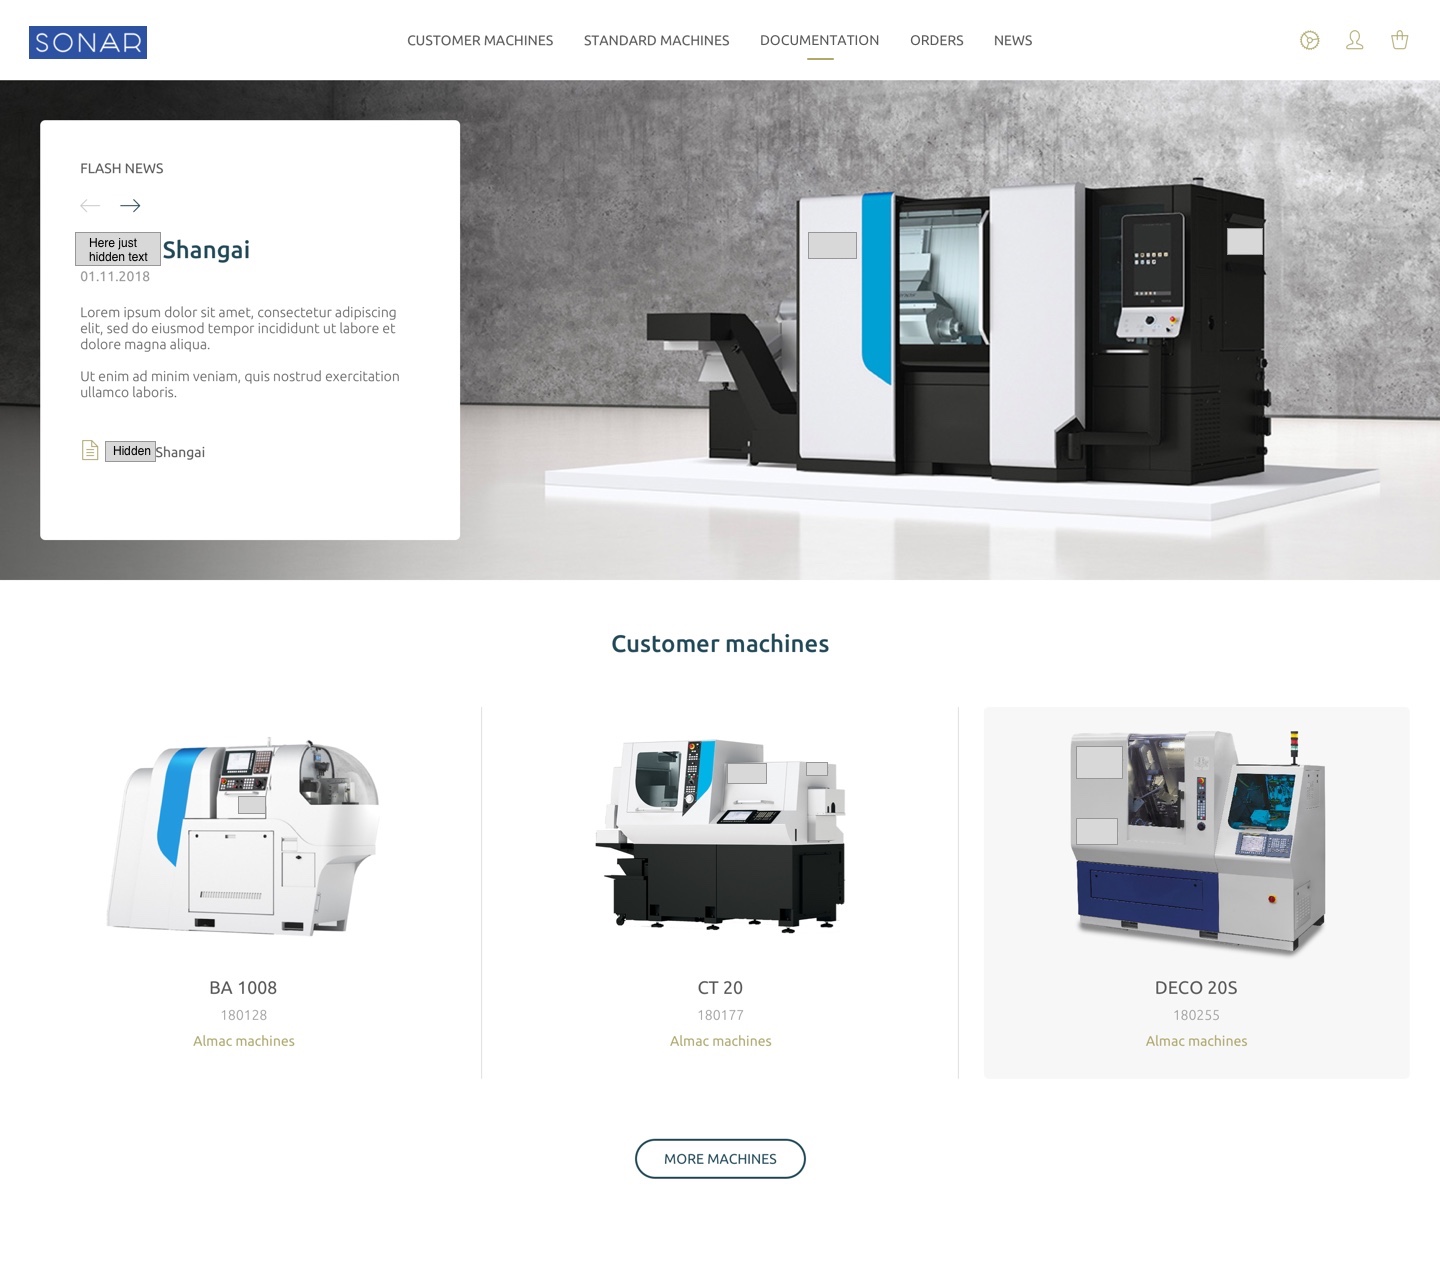 SONAR
CUSTOMER MACHINES
STANDARD MACHINES
DOCUMENTATION
ORDERS
NEWS
FLASH NEWS
Here just
hidden text
Shangai
01.11.2018
Lorem ipsum dolor sit amet, consectetur adipiscing
elit, sed do eiusmod tempor incididunt ut labore et
dolore magna aliqua.
Ut enim ad minim veniam, quis nostrud exercitation
ullamco laboris.
Hidden Shangai
Customer machines
BA 1008
180128
Almac machines
CT 20
180177
Almac machines
DECO 20S
180255
Almac machines
MORE MACHINES